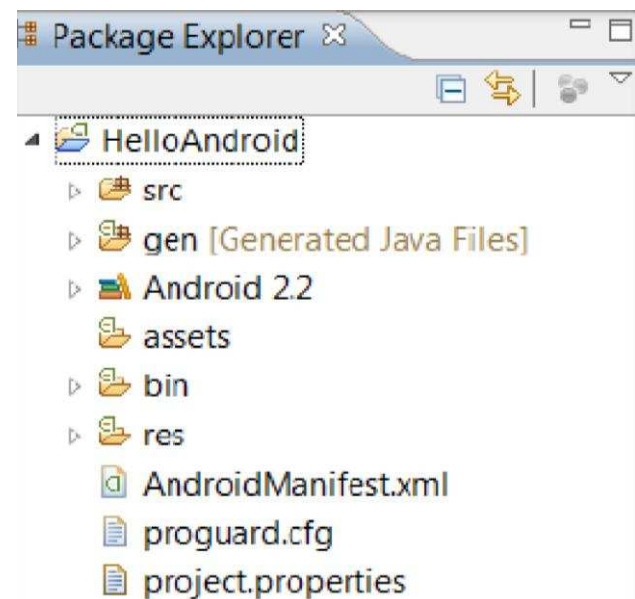 Package Explorer
HelloAndroid
src
gen [Generated Java Files]
Android 2.2
assets
bin
res
AndroidManifest.xml
proguard.cfg
project.properties